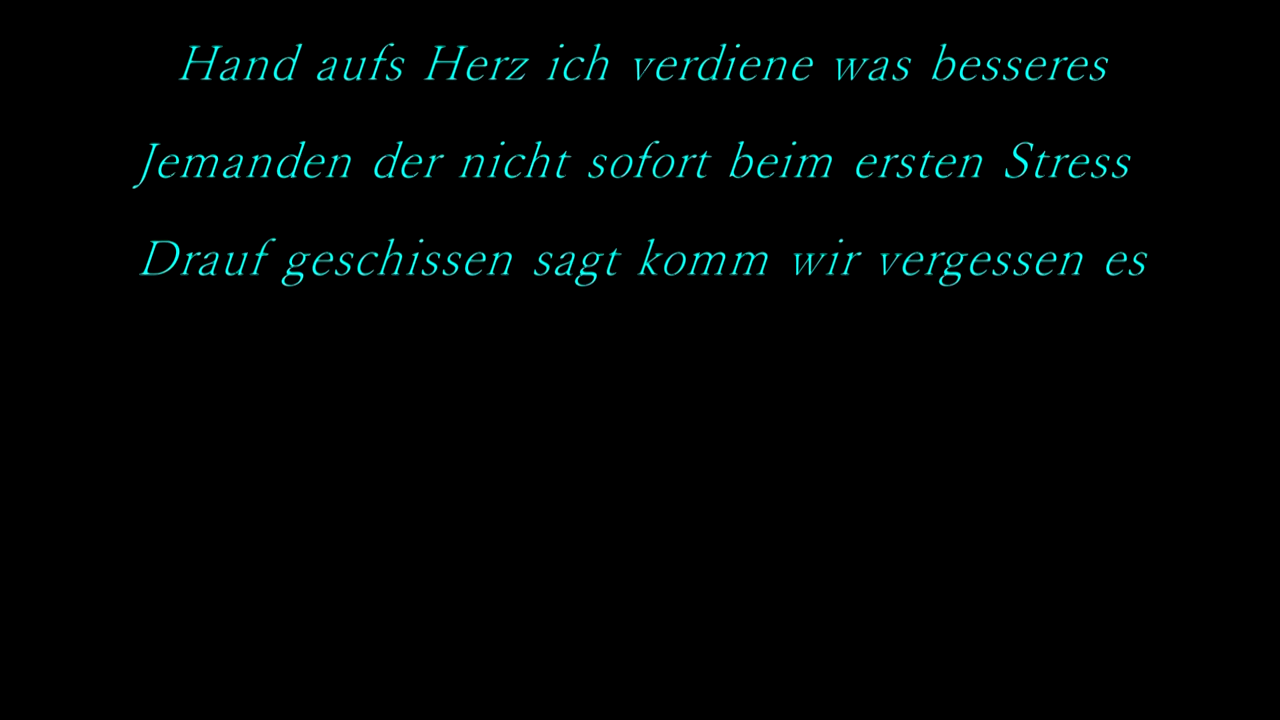 Hand aufs Herz ich verdiene was besseres
Jemanden der nicht sofort beim ersten Stress
Drauf geschissen sagt komm wir vergessen es